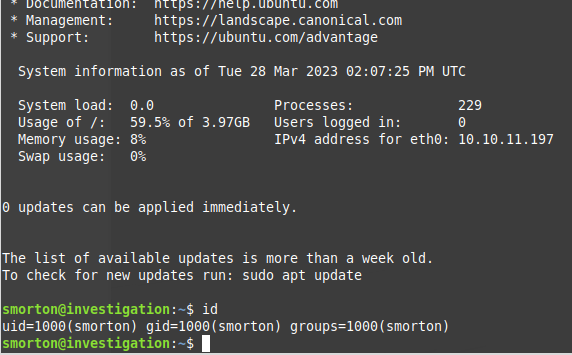 * Documentation:  https://help.ubuntu.com
* Management:     https://landscape.canonical.com
* Support:        https://ubuntu.com/advantage
System information as of Tue 28 Mar 2023 02:07:25 PM UTC
System load:  0.0               Processes:             229
Usage of /:   59.5% of 3.97GB   Users logged in:       0
Memory usage: 8%                IPv4 address for eth0: 10.10.11.197
Swap usage:   0%
0 updates can be applied immediately.
The list of available updates is more than a week old.
To check for new updates run: sudo apt update
smorton@investigation:~$ id
uid=1000(smorton) gid=1000(smorton) groups=1000(smorton)
smorton@investigation:~$